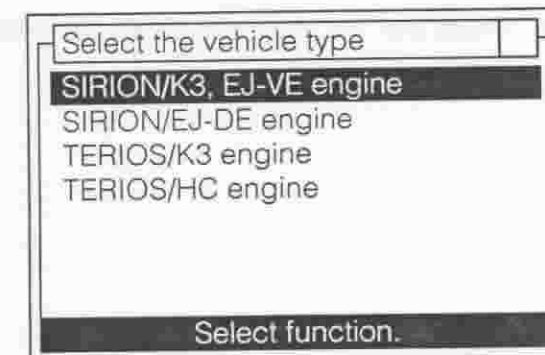 Select the vehicle type
SIRION/K3, EJ-VE engine
SIRION/EJ-DE engine
TERIOS/K3 engine
TERIOS/HC engine
Select function.